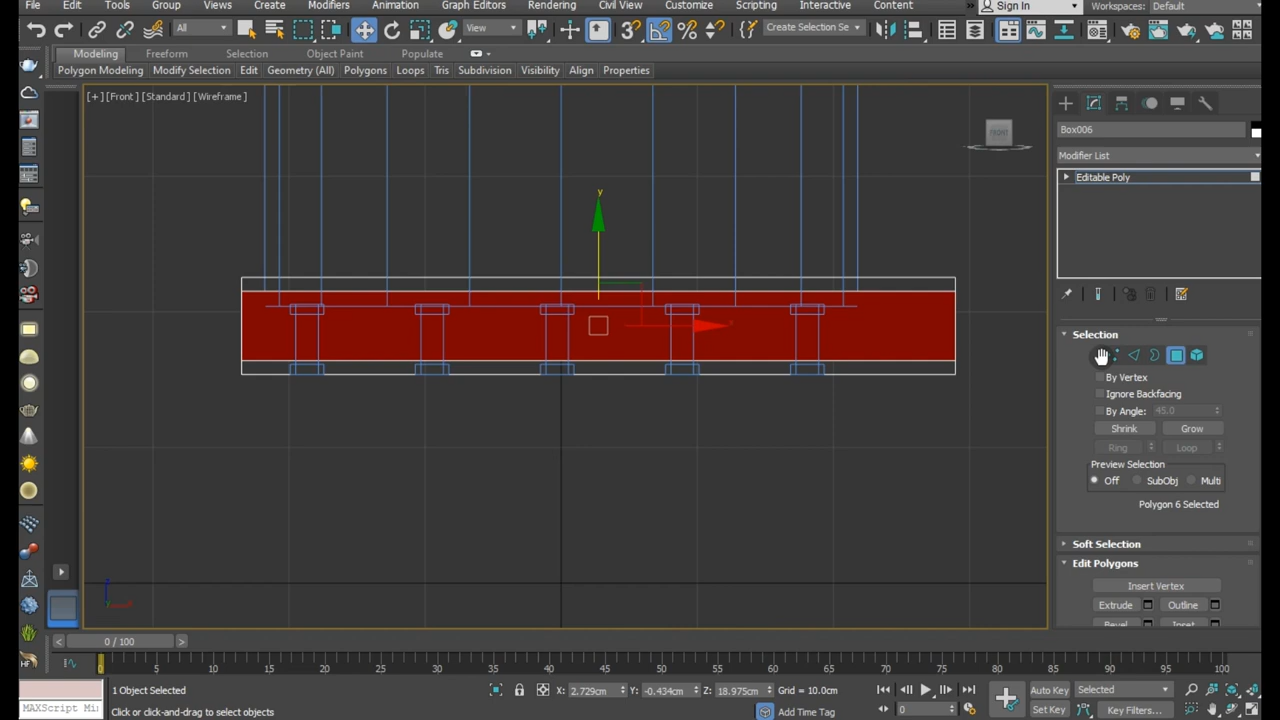 File Edit Tools Group Views Create Modifiers Animation Graph Editors Rendering Civil View Customize Scripting Interactive Content » Sign In Workspaces: Default
All View Create Selection Se
Modeling Freeform Selection Object Paint Populate
Polygon Modeling Modify Selection Edit Geometry (All) Polygons Loops Tris Subdivision Visibility Align Properties
[+] [Front] [Standard] [Wireframe]
FRONT
Box006
Modifier List
Editable Poly
y
x
Selection
By Vertex
Ignore Backfacing
By Angle: 45.0
Shrink Grow
Ring Loop
Preview Selection
Off SubObj Multi
Polygon 6 Selected
Soft Selection
Edit Polygons
Insert Vertex
Extrude Outline
Bevel Inset
< 0 / 100 >
0 5 10 15 20 25 30 35 40 45 50 55 60 65 70 75 80 85 90 95 100
1 Object Selected X: 2.729cm Y: -0.434cm Z: 18.975cm Grid = 10.0cm Auto Key Selected
MAXScript Mi Click or click-and-drag to select objects Add Time Tag 0 Set Key Key Filters...